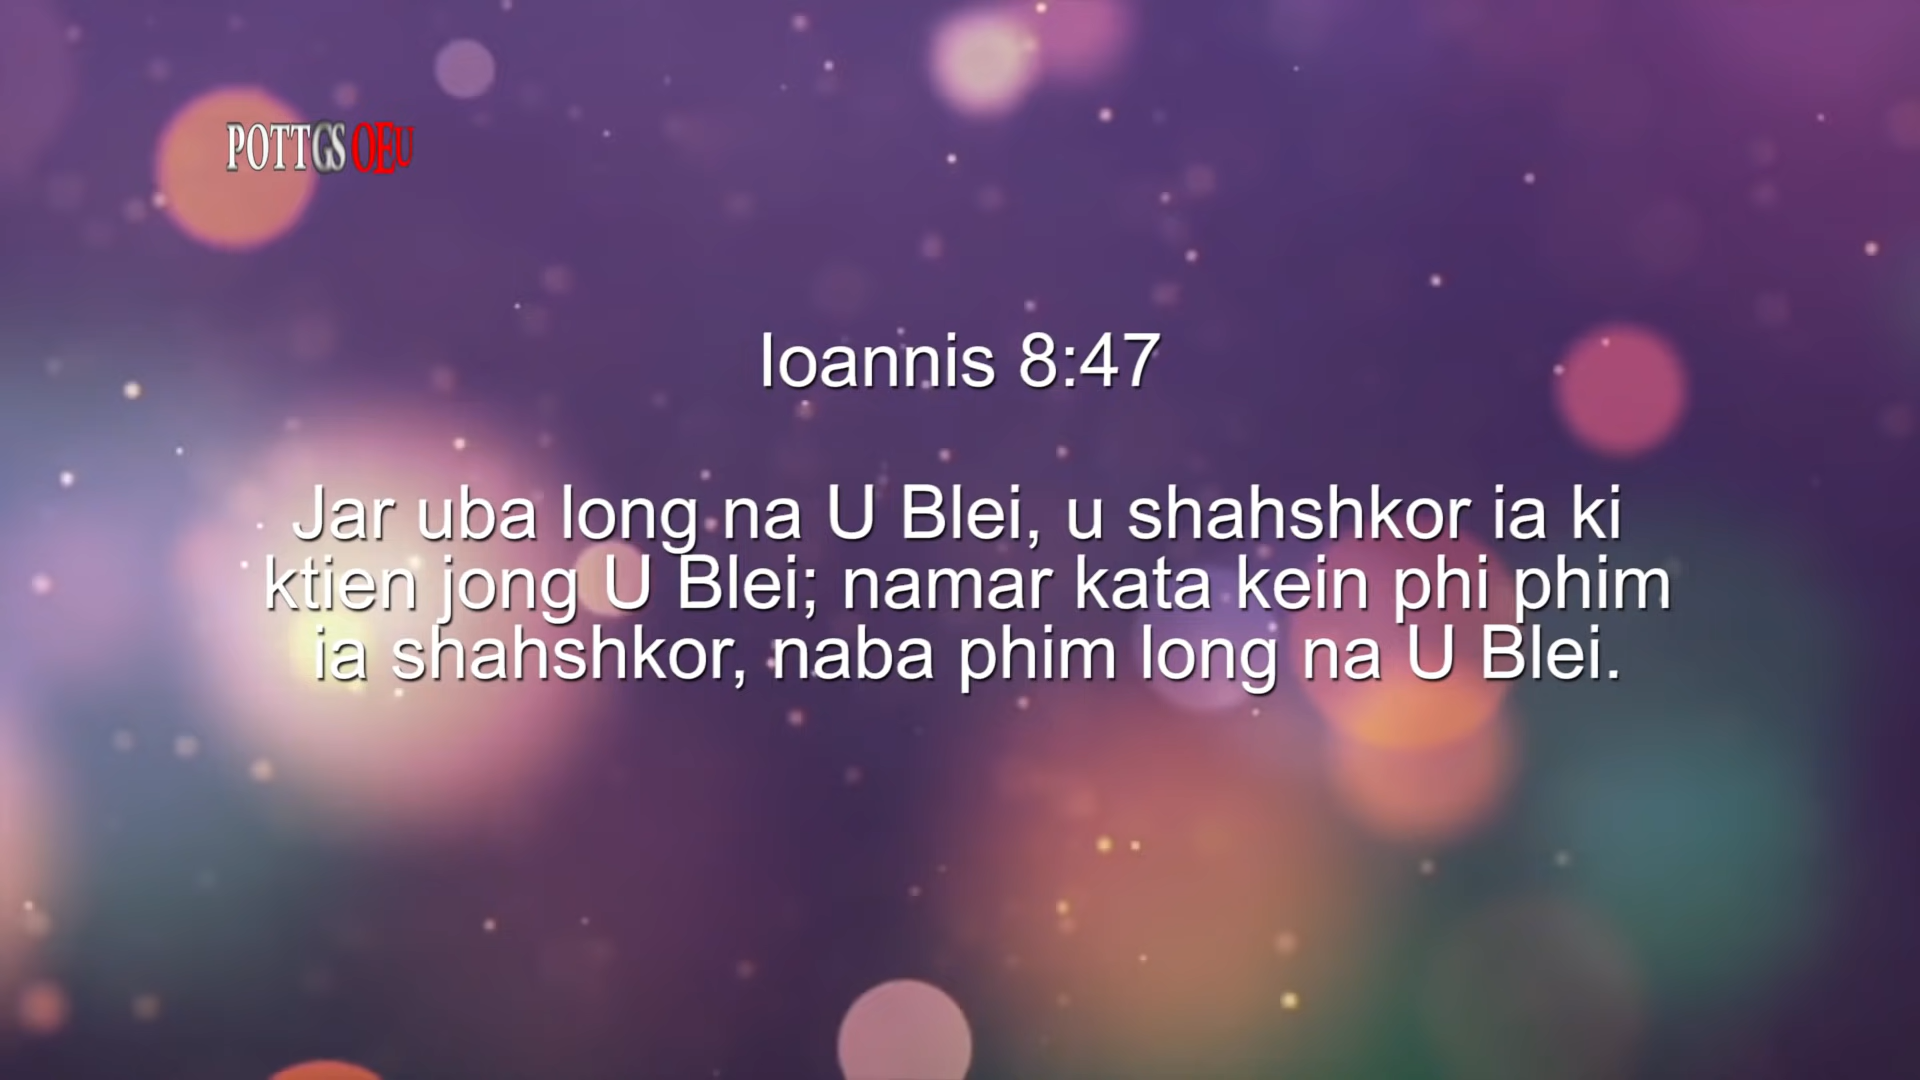 POTTGS OEU
Ioannis 8:47
Jar uba long na U Blei, u shahshkor ia ki
ktien jong U Blei; namar kata kein phi phim
ia shahshkor, naba phim long na U Blei.